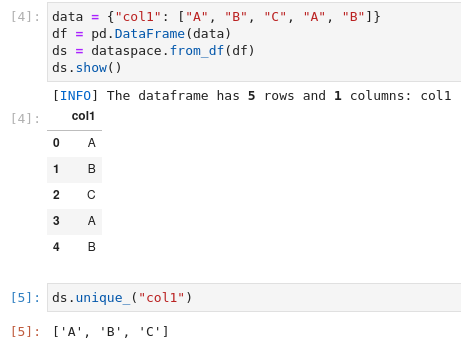 [4]: data = {"col1": ["A", "B", "C", "A", "B"]}
df = pd.DataFrame(data)
ds = dataspace.from_df(df)
ds.show()
[INFO] The dataframe has 5 rows and 1 columns: col1
[4]: col1
0 A
1 B
2 C
3 A
4 B
[5]: ds.unique_("col1")
[5]: ['A', 'B', 'C']